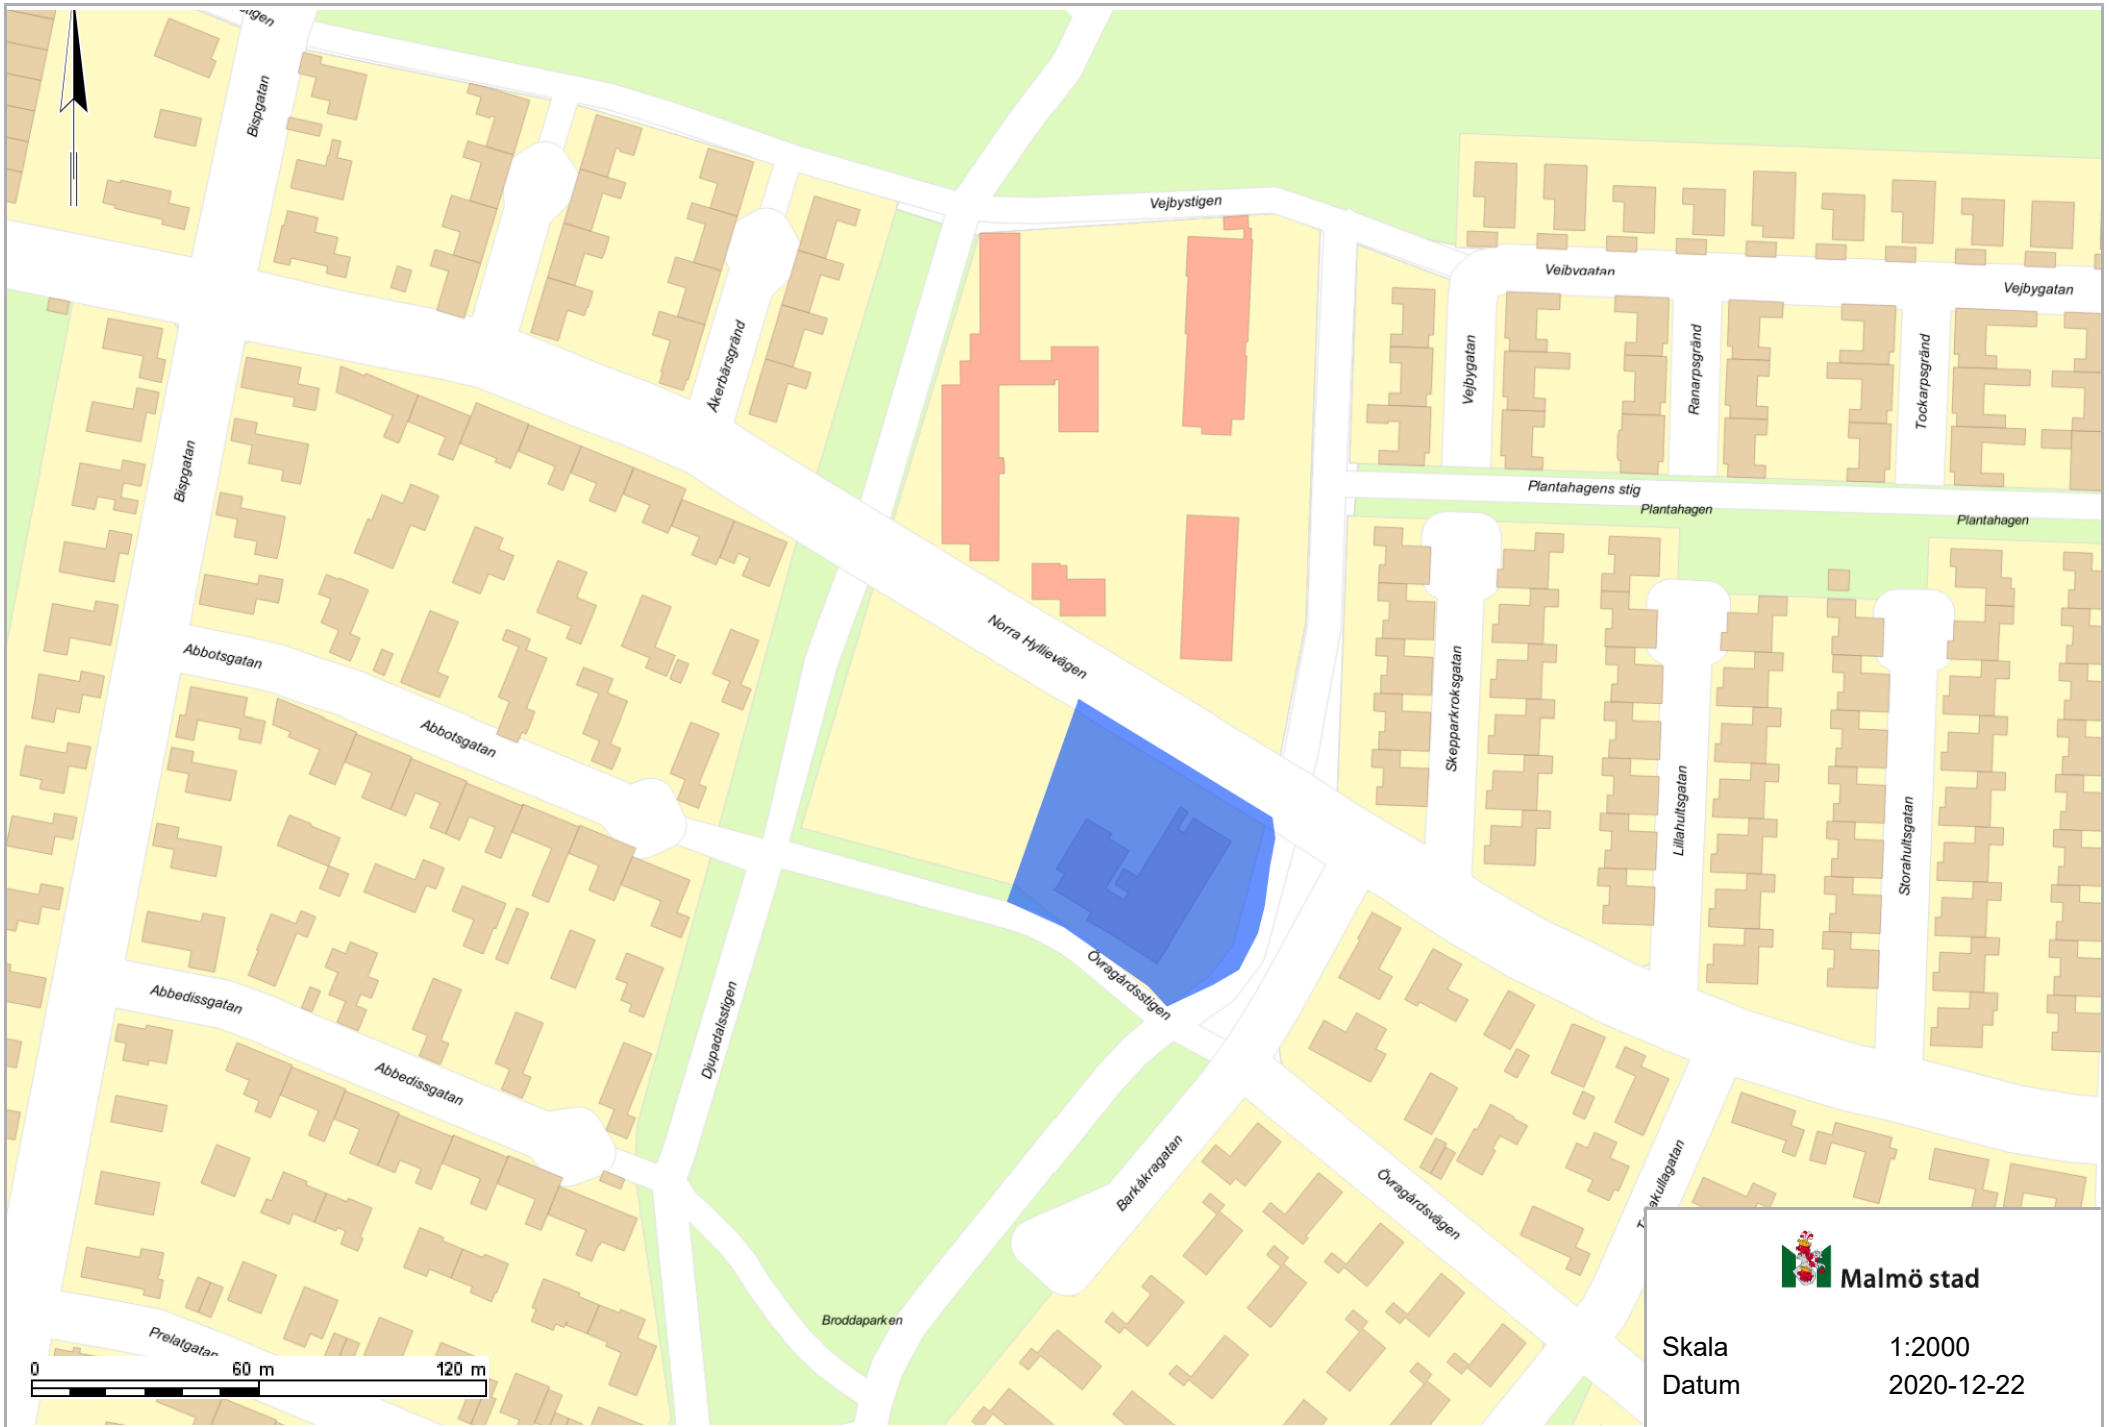 Bispgatan
Vejbystigen
Vejbygatan
Vejbygatan
Åkerbärsgränd
Vejbygatan
Ranarpsgränd
Tockarpsgränd
Bispgatan
Plantahagens stig
Plantahagen
Plantahagen
Norra Hyllievägen
Abbotsgatan
Abbotsgatan
Skepparkroksgatan
Lillahultsgatan
Storahultsgatan
Övragårdsstigen
Abbedissgatan
Djupadalsstigen
Abbedissgatan
Barkåkragatan
Övragårdsvägen
Broddaparken
Prelatgatan
0 60 m 120 m
Malmö stad
Skala 1:2000
Datum 2020-12-22